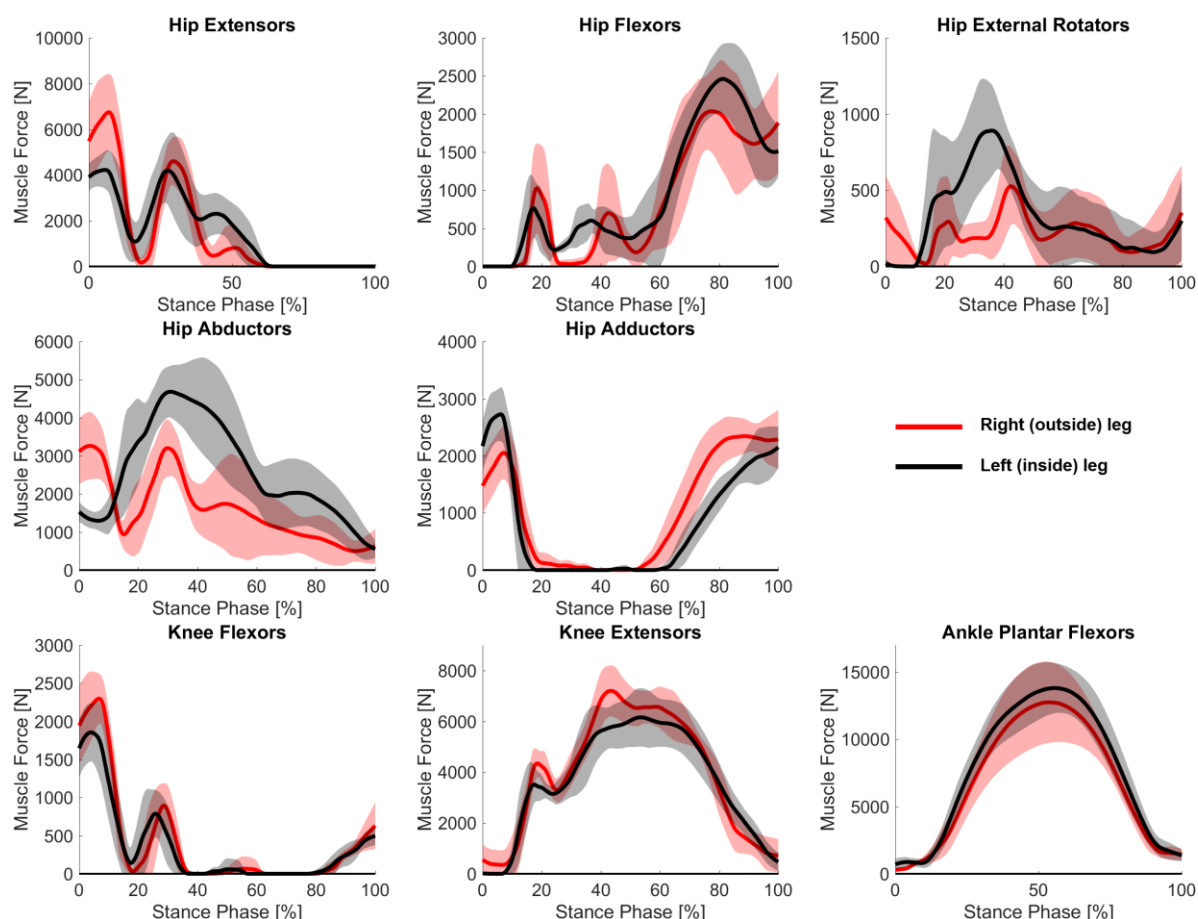 Hip Extensors
Muscle Force [N]
10000
8000
6000
4000
2000
0
0 50 100
Stance Phase [%]
Hip Flexors
Muscle Force [N]
3000
2500
2000
1500
1000
500
0
0 20 40 60 80 100
Stance Phase [%]
Hip External Rotators
Muscle Force [N]
1500
1000
500
0
0 20 40 60 80 100
Stance Phase [%]
Hip Abductors
Muscle Force [N]
6000
5000
4000
3000
2000
1000
0
0 20 40 60 80 100
Stance Phase [%]
Hip Adductors
Muscle Force [N]
4000
3000
2000
1000
0
0 20 40 60 80 100
Stance Phase [%]
Right (outside) leg
Left (inside) leg
Knee Flexors
Muscle Force [N]
3000
2500
2000
1500
1000
500
0
0 20 40 60 80 100
Stance Phase [%]
Knee Extensors
Muscle Force [N]
8000
6000
4000
2000
0
0 20 40 60 80 100
Stance Phase [%]
Ankle Plantar Flexors
Muscle Force [N]
15000
10000
5000
0
0 50 100
Stance Phase [%]